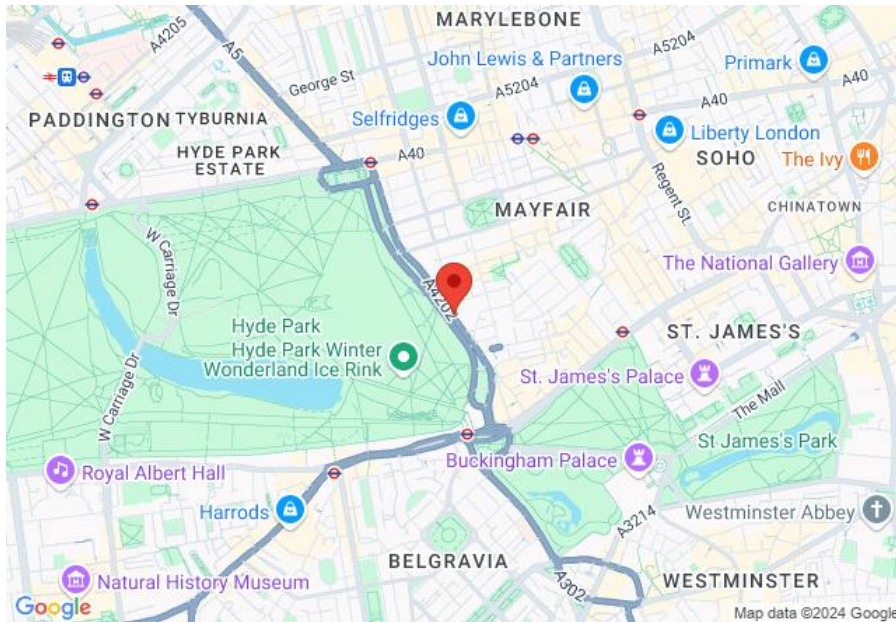 MARYLEBONE
A4205
A5
John Lewis & Partners
A5204
Primark
George St
A5204
A40
A40
Selfridges
PADDINGTON
TYBURNIA
Liberty London
HYDE PARK
ESTATE
A40
SOHO
The Ivy
Regent St.
MAYFAIR
CHINATOWN
W Carriage Dr
The National Gallery
A4202
Hyde Park
ST. JAMES'S
Hyde Park Winter
Wonderland Ice Rink
St. James's Palace
W Carriage Dr
The Mall
St James's Park
Royal Albert Hall
Buckingham Palace
Harrods
Westminster Abbey
A3214
BELGRAVIA
Natural History Museum
A302
WESTMINSTER
Google
Map data ©2024 Google